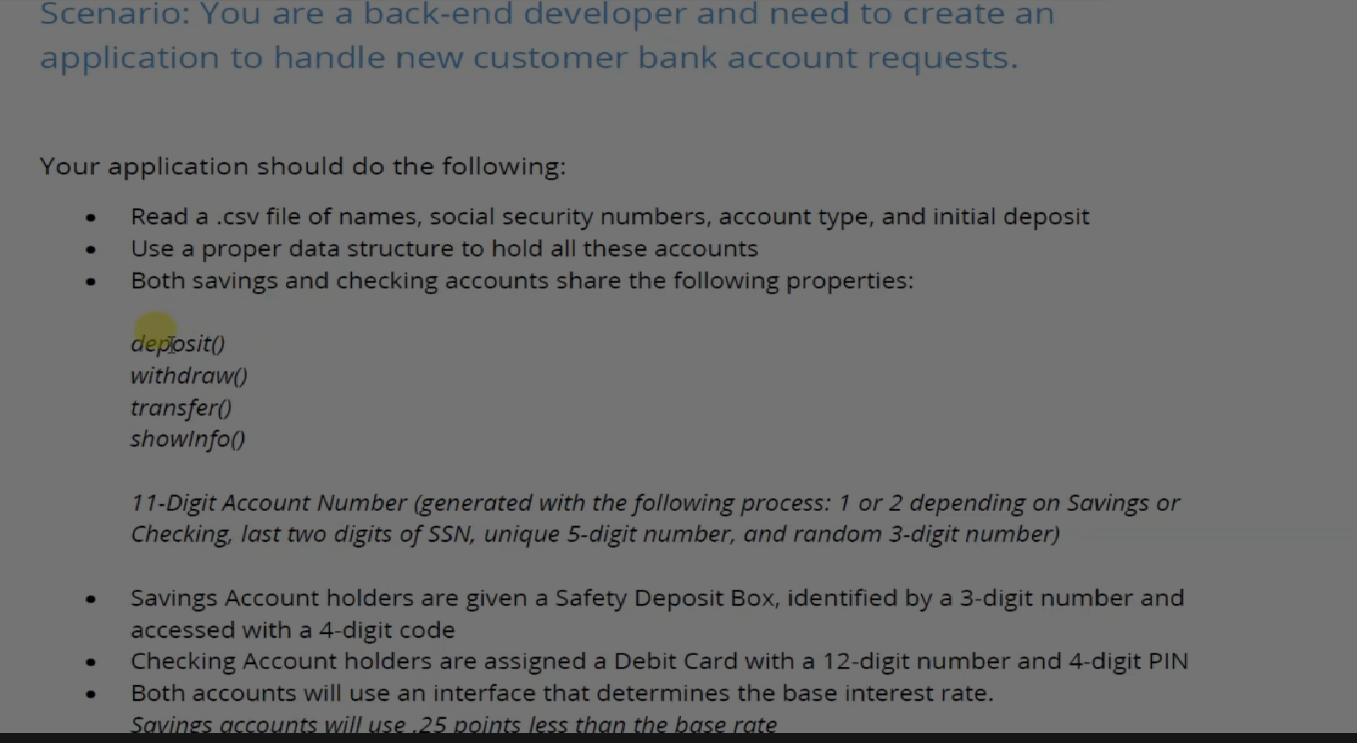 Scenario: You are a back-end developer and need to create an
application to handle new customer bank account requests.
Your application should do the following:
• Read a .csv file of names, social security numbers, account type, and initial deposit
• Use a proper data structure to hold all these accounts
• Both savings and checking accounts share the following properties:
deposit()
withdraw()
transfer()
showInfo()
11-Digit Account Number (generated with the following process: 1 or 2 depending on Savings or
Checking, last two digits of SSN, unique 5-digit number, and random 3-digit number)
• Savings Account holders are given a Safety Deposit Box, identified by a 3-digit number and
accessed with a 4-digit code
• Checking Account holders are assigned a Debit Card with a 12-digit number and 4-digit PIN
• Both accounts will use an interface that determines the base interest rate.
Savings accounts will use .25 points less than the base rate